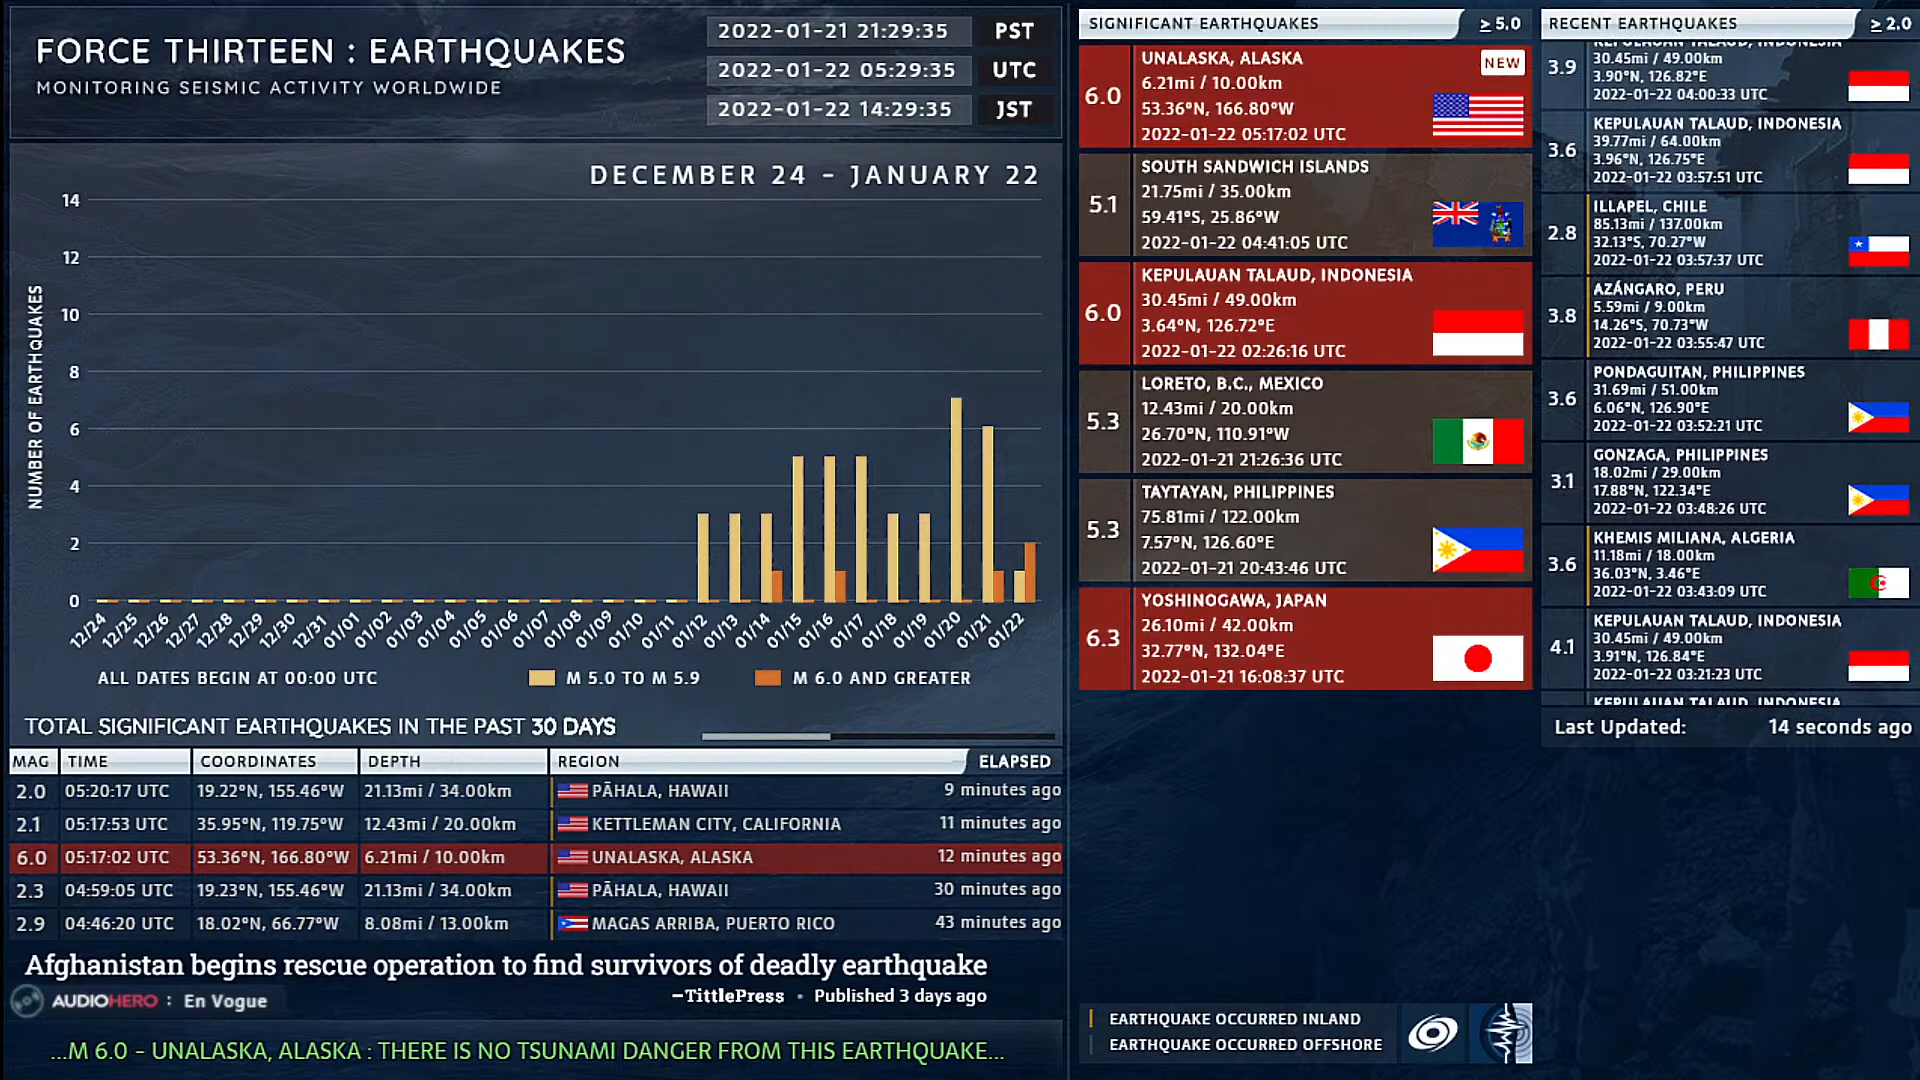 FORCE THIRTEEN : EARTHQUAKES
MONITORING SEISMIC ACTIVITY WORLDWIDE
2022-01-21 21:29:35 PST
2022-01-22 05:29:35 UTC
2022-01-22 14:29:35 JST
DECEMBER 24 - JANUARY 22
NUMBER OF EARTHQUAKES
14
12
10
8
6
4
2
0
12/24 12/25 12/26 12/27 12/28 12/29 12/30 12/31 01/01 01/02 01/03 01/04 01/05 01/06 01/07 01/08 01/09 01/10 01/11 01/12 01/13 01/14 01/15 01/16 01/17 01/18 01/19 01/20 01/21 01/22
ALL DATES BEGIN AT 00:00 UTC M 5.0 TO M 5.9 M 6.0 AND GREATER
TOTAL SIGNIFICANT EARTHQUAKES IN THE PAST 30 DAYS
MAG TIME COORDINATES DEPTH REGION ELAPSED
2.0 05:20:17 UTC 19.22°N, 155.46°W 21.13mi / 34.00km PĀHALA, HAWAII 9 minutes ago
2.1 05:17:53 UTC 35.95°N, 119.75°W 12.43mi / 20.00km KETTLEMAN CITY, CALIFORNIA 11 minutes ago
6.0 05:17:02 UTC 53.36°N, 166.80°W 6.21mi / 10.00km UNALASKA, ALASKA 12 minutes ago
2.3 04:59:05 UTC 19.23°N, 155.46°W 21.13mi / 34.00km PĀHALA, HAWAII 30 minutes ago
2.9 04:46:20 UTC 18.02°N, 66.77°W 8.08mi / 13.00km MAGAS ARRIBA, PUERTO RICO 43 minutes ago
Afghanistan begins rescue operation to find survivors of deadly earthquake
–TittlePress • Published 3 days ago
AUDIOHERO : En Vogue
...M 6.0 - UNALASKA, ALASKA : THERE IS NO TSUNAMI DANGER FROM THIS EARTHQUAKE...
SIGNIFICANT EARTHQUAKES ≥ 5.0
6.0
UNALASKA, ALASKA NEW
6.21mi / 10.00km
53.36°N, 166.80°W
2022-01-22 05:17:02 UTC
5.1
SOUTH SANDWICH ISLANDS
21.75mi / 35.00km
59.41°S, 25.86°W
2022-01-22 04:41:05 UTC
6.0
KEPULAUAN TALAUD, INDONESIA
30.45mi / 49.00km
3.64°N, 126.72°E
2022-01-22 02:26:16 UTC
5.3
LORETO, B.C., MEXICO
12.43mi / 20.00km
26.70°N, 110.91°W
2022-01-21 21:26:36 UTC
5.3
TAYTAYAN, PHILIPPINES
75.81mi / 122.00km
7.57°N, 126.60°E
2022-01-21 20:43:46 UTC
6.3
YOSHINOGAWA, JAPAN
26.10mi / 42.00km
32.77°N, 132.04°E
2022-01-21 16:08:37 UTC
EARTHQUAKE OCCURRED INLAND
EARTHQUAKE OCCURRED OFFSHORE
RECENT EARTHQUAKES ≥ 2.0
3.9
KEPULAUAN TALAUD, INDONESIA
30.45mi / 49.00km
3.90°N, 126.82°E
2022-01-22 04:00:33 UTC
3.6
KEPULAUAN TALAUD, INDONESIA
39.77mi / 64.00km
3.96°N, 126.75°E
2022-01-22 03:57:51 UTC
2.8
ILLAPEL, CHILE
85.13mi / 137.00km
32.13°S, 70.27°W
2022-01-22 03:57:37 UTC
3.8
AZÁNGARO, PERU
5.59mi / 9.00km
14.26°S, 70.73°W
2022-01-22 03:55:47 UTC
3.6
PONDAGUITAN, PHILIPPINES
31.69mi / 51.00km
6.06°N, 126.90°E
2022-01-22 03:52:21 UTC
3.1
GONZAGA, PHILIPPINES
18.02mi / 29.00km
17.88°N, 122.34°E
2022-01-22 03:48:26 UTC
3.6
KHEMIS MILIANA, ALGERIA
11.18mi / 18.00km
36.03°N, 3.46°E
2022-01-22 03:43:09 UTC
4.1
KEPULAUAN TALAUD, INDONESIA
30.45mi / 49.00km
3.91°N, 126.84°E
2022-01-22 03:21:23 UTC
KEPULAUAN TALAUD, INDONESIA
Last Updated: 14 seconds ago